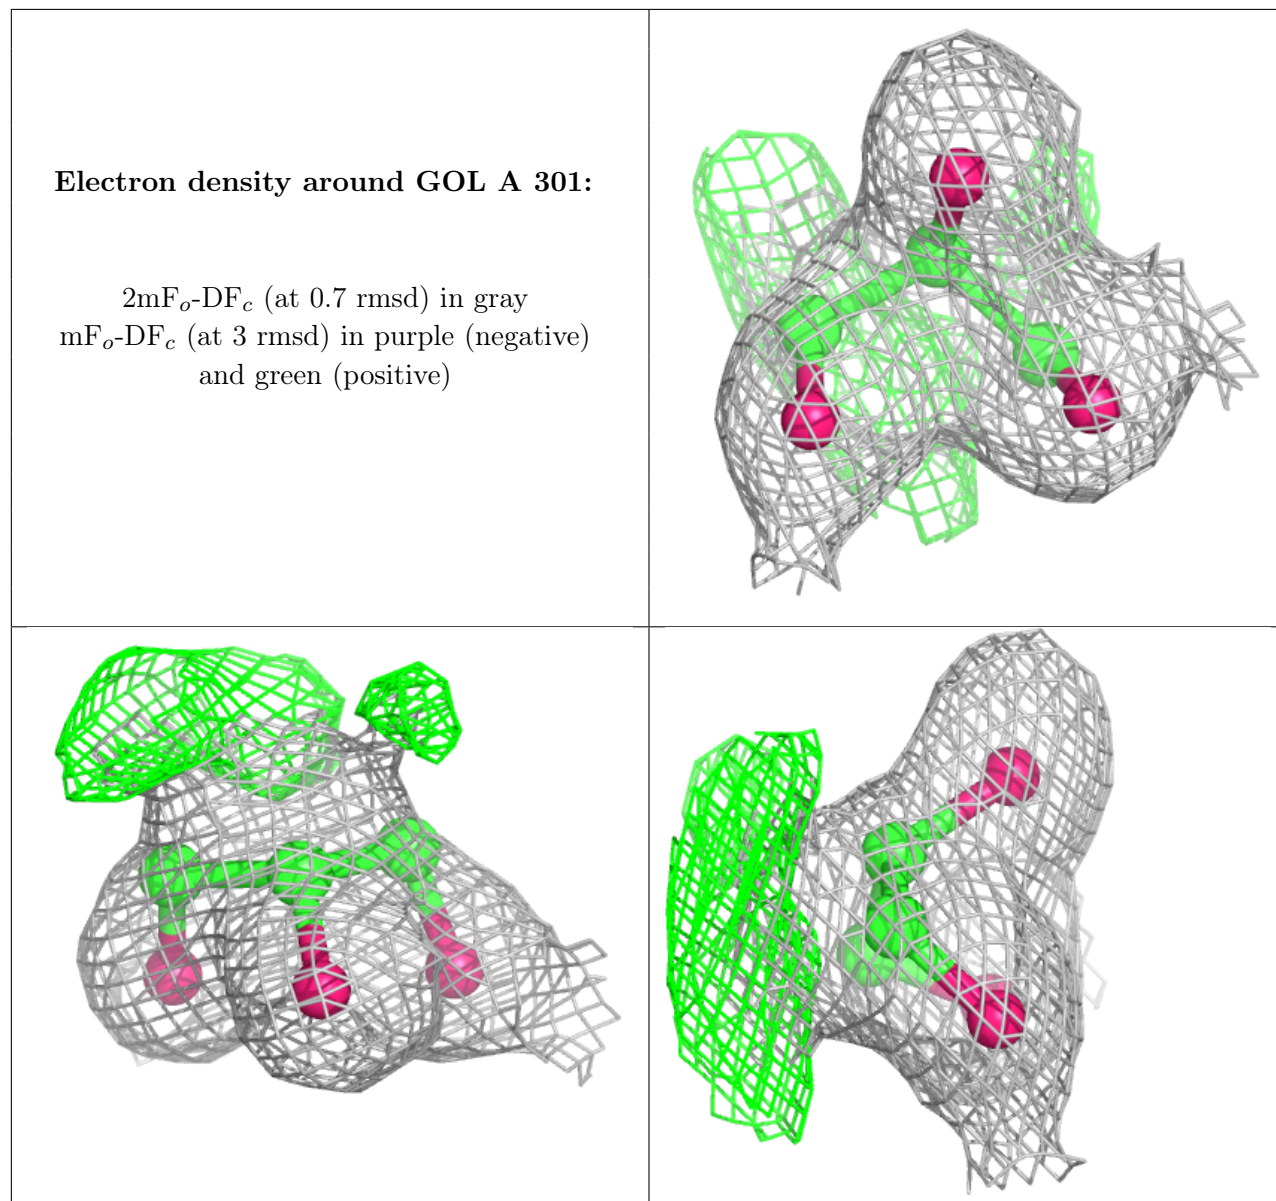 Electron density around GOL A 301:
2mFo-DFc (at 0.7 rmsd) in gray
mFo-DFc (at 3 rmsd) in purple (negative)
and green (positive)